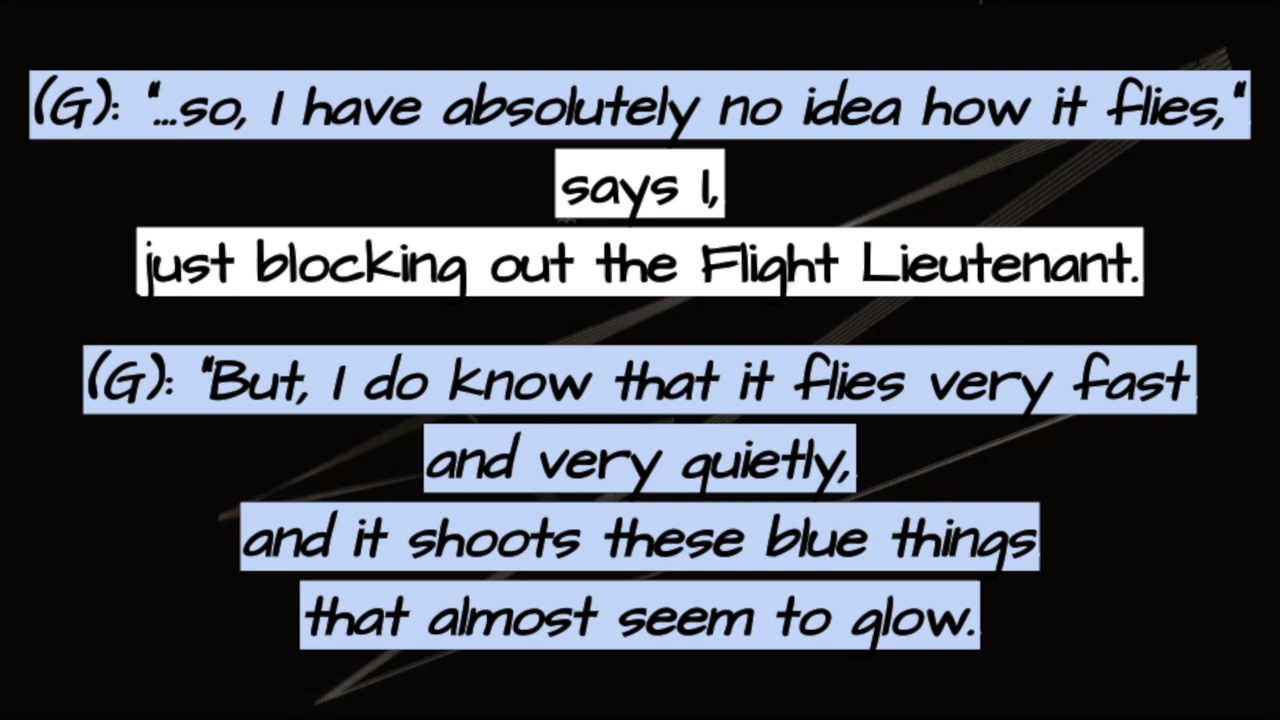 (G): "...so, I have absolutely no idea how it flies,"
says I,
just blocking out the Flight Lieutenant.
(G): "But, I do know that it flies very fast
and very quietly,
and it shoots these blue things
that almost seem to glow.